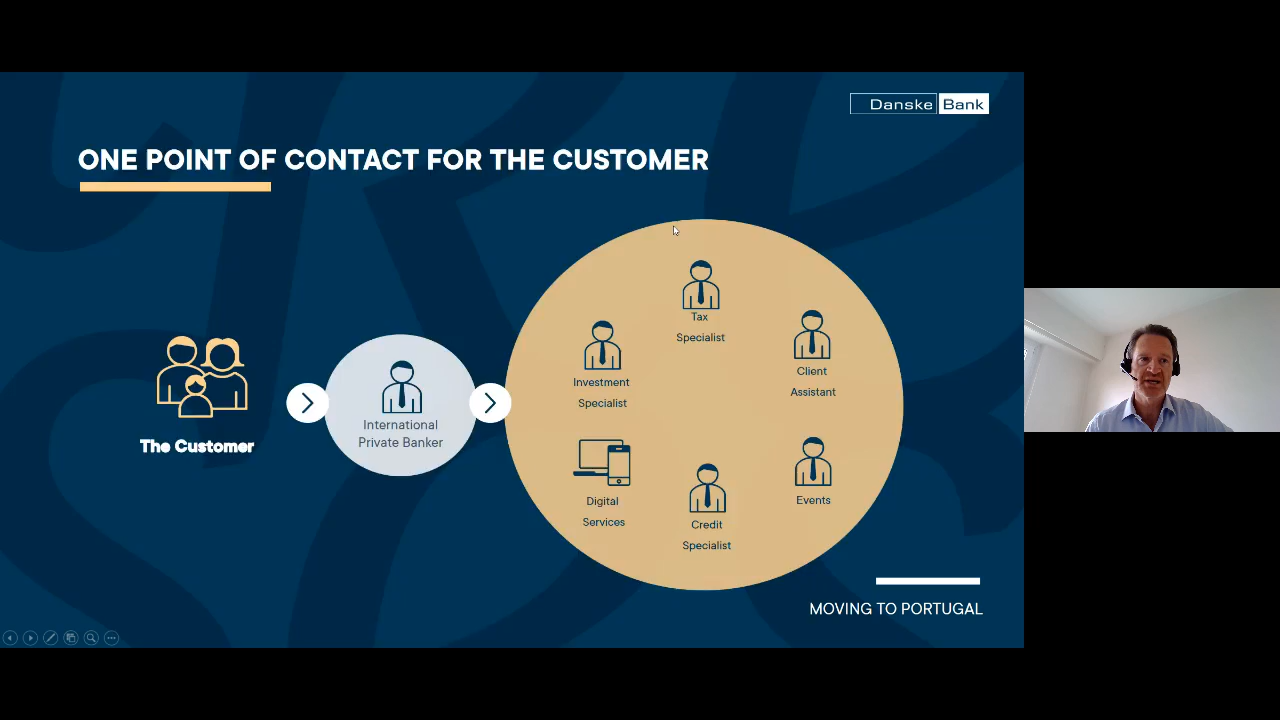 Danske Bank
ONE POINT OF CONTACT FOR THE CUSTOMER
The Customer
International
Private Banker
Tax
Specialist
Investment
Specialist
Client
Assistant
Digital
Services
Credit
Specialist
Events
MOVING TO PORTUGAL